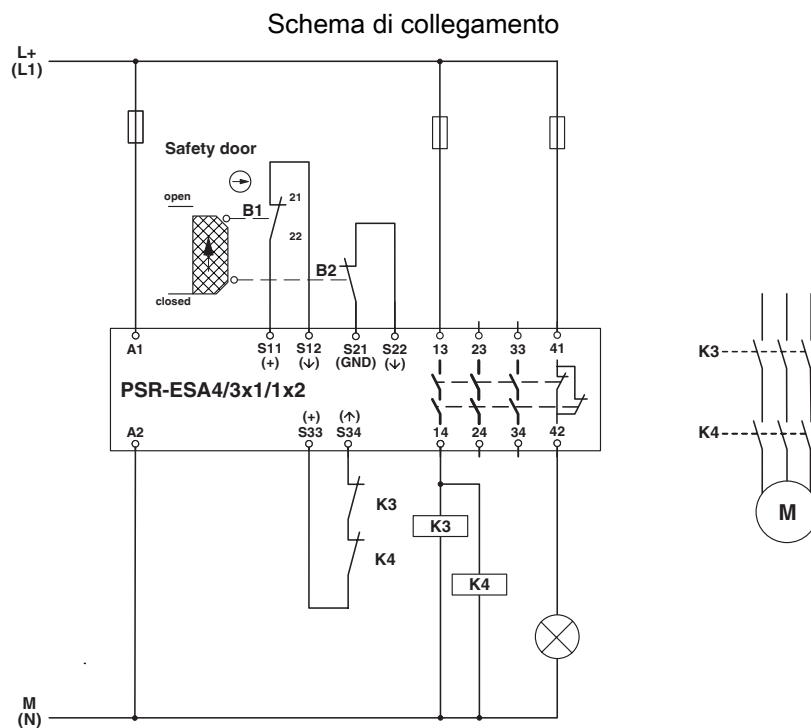 Schema di collegamento
L+
(L1)
Safety door
open
B1
21
22
B2
closed
A1
S11
(+)
S12
(↓)
S21
(GND)
S22
(↓)
13
23
33
41
PSR-ESA4/3x1/1x2
(+)
S33
(↑)
S34
A2
14
24
34
42
K3
K4
K3
K4
K3
K4
M
M
(N)